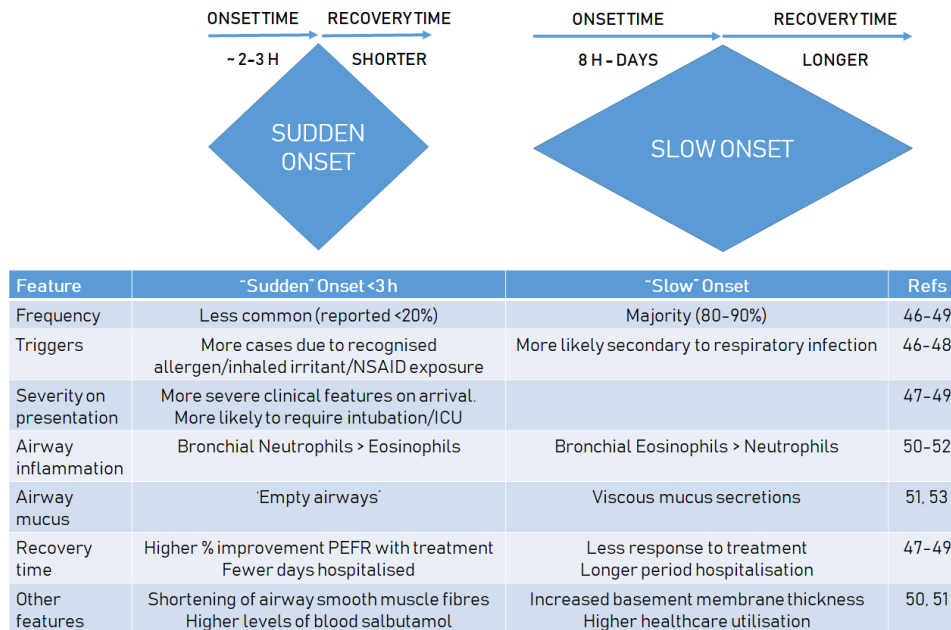 ONSET TIME RECOVERY TIME
~ 2-3 H SHORTER
SUDDEN
ONSET
ONSET TIME RECOVERY TIME
8 H - DAYS LONGER
SLOW ONSET
Feature "Sudden" Onset <3 h "Slow" Onset Refs
Frequency Less common (reported <20%) Majority (80-90%) 46-49
Triggers More cases due to recognised allergen/inhaled irritant/NSAID exposure More likely secondary to respiratory infection 46-48
Severity on presentation More severe clinical features on arrival. More likely to require intubation/ICU 47-49
Airway inflammation Bronchial Neutrophils > Eosinophils Bronchial Eosinophils > Neutrophils 50-52
Airway mucus 'Empty airways' Viscous mucus secretions 51, 53
Recovery time Higher % improvement PEFR with treatment Fewer days hospitalised Less response to treatment Longer period hospitalisation 47-49
Other features Shortening of airway smooth muscle fibres Higher levels of blood salbutamol Increased basement membrane thickness Higher healthcare utilisation 50, 51